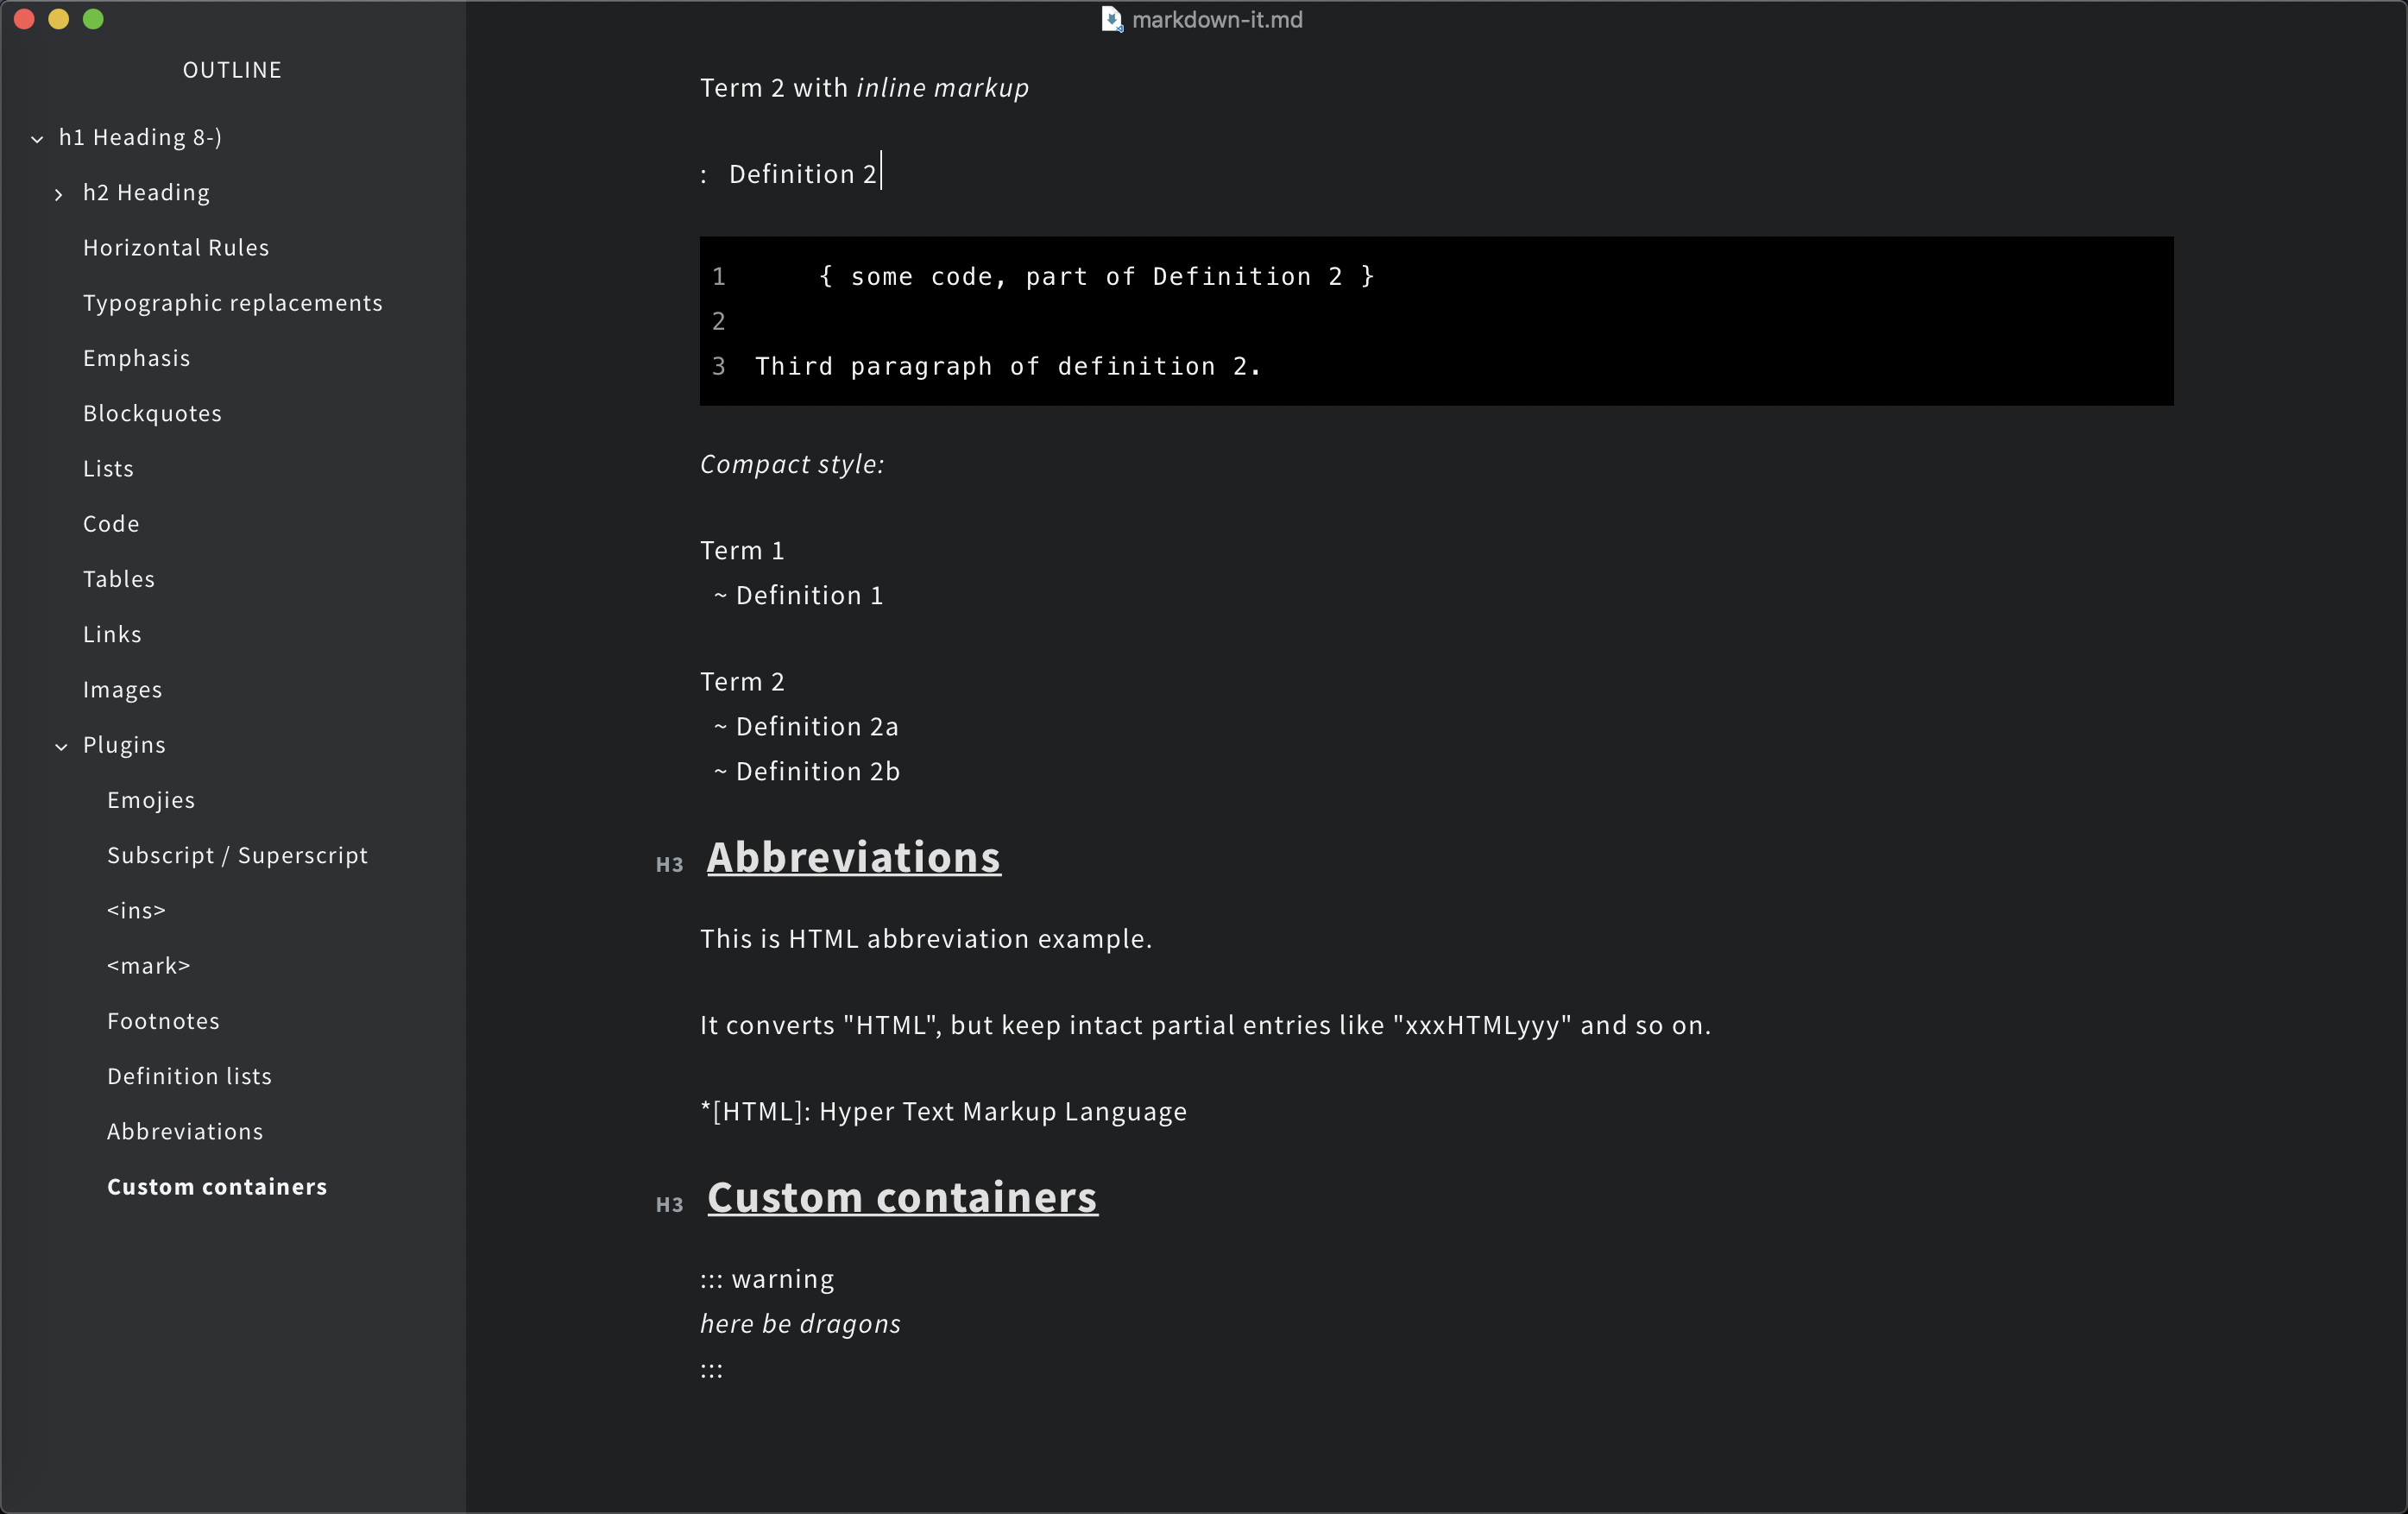 markdown-it.md
OUTLINE
h1 Heading 8-)
h2 Heading
Horizontal Rules
Typographic replacements
Emphasis
Blockquotes
Lists
Code
Tables
Links
Images
Plugins
Emojies
Subscript / Superscript
<ins>
<mark>
Footnotes
Definition lists
Abbreviations
Custom containers
Term 2 with inline markup
: Definition 2
1 { some code, part of Definition 2 }
2
3 Third paragraph of definition 2.
Compact style:
Term 1
~ Definition 1
Term 2
~ Definition 2a
~ Definition 2b
H3 Abbreviations
This is HTML abbreviation example.
It converts "HTML", but keep intact partial entries like "xxxHTMLyyy" and so on.
*[HTML]: Hyper Text Markup Language
H3 Custom containers
::: warning
here be dragons
:::